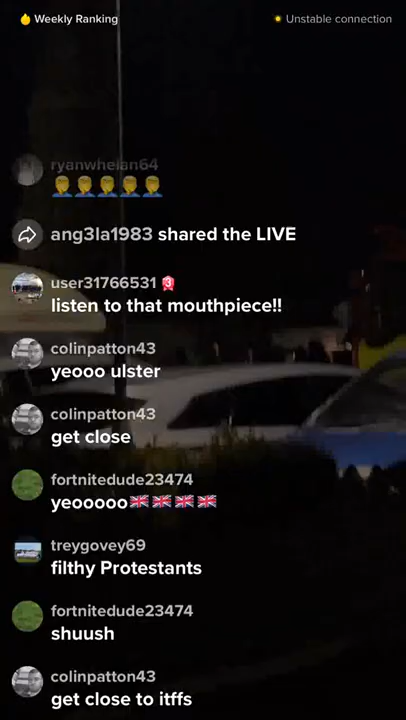 Weekly Ranking
Unstable connection
ryanwhelan64
🤦‍♂️🤦‍♂️🤦‍♂️🤦‍♂️🤦‍♂️
ang3la1983 shared the LIVE
user31766531 3
listen to that mouthpiece!!
colinpatton43
yeooo ulster
colinpatton43
get close
fortnitedude23474
yeooooo🇬🇧🇬🇧🇬🇧🇬🇧
treygovey69
filthy Protestants
fortnitedude23474
shuush
colinpatton43
get close to itffs